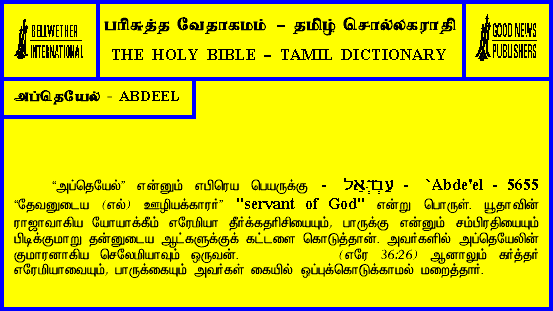 BELLWETHER
INTERNATIONAL
பரிசுத்த வேதாகமம் – தமிழ் சொல்லகராதி
THE HOLY BIBLE – TAMIL DICTIONARY
GOOD NEWS
PUBLISHERS
அப்தெயேல் - ABDEEL
“அப்தெயேல்” என்னும் எபிரெய பெயருக்கு - עַבְדְּאֵל - `Abde'el - 5655
“தேவனுடைய (எல்) ஊழியக்காரர்” "servant of God" என்று பொருள். யூதாவின்
ராஜாவாகிய யோயாக்கீம் எரேமியா தீர்க்கதரிசியையும், பாருக்கு என்னும் சம்பிரதியையும்
பிடிக்குமாறு தன்னுடைய ஆட்களுக்குக் கட்டளை கொடுத்தான். அவர்களில் அப்தெயேலின்
குமாரனாகிய செலேமியாவும் ஒருவன். (எரே 36:26) ஆனாலும் கர்த்தர்
எரேமியாவையும், பாருக்கையும் அவர்கள் கையில் ஒப்புக்கொடுக்காமல் மறைத்தார்.